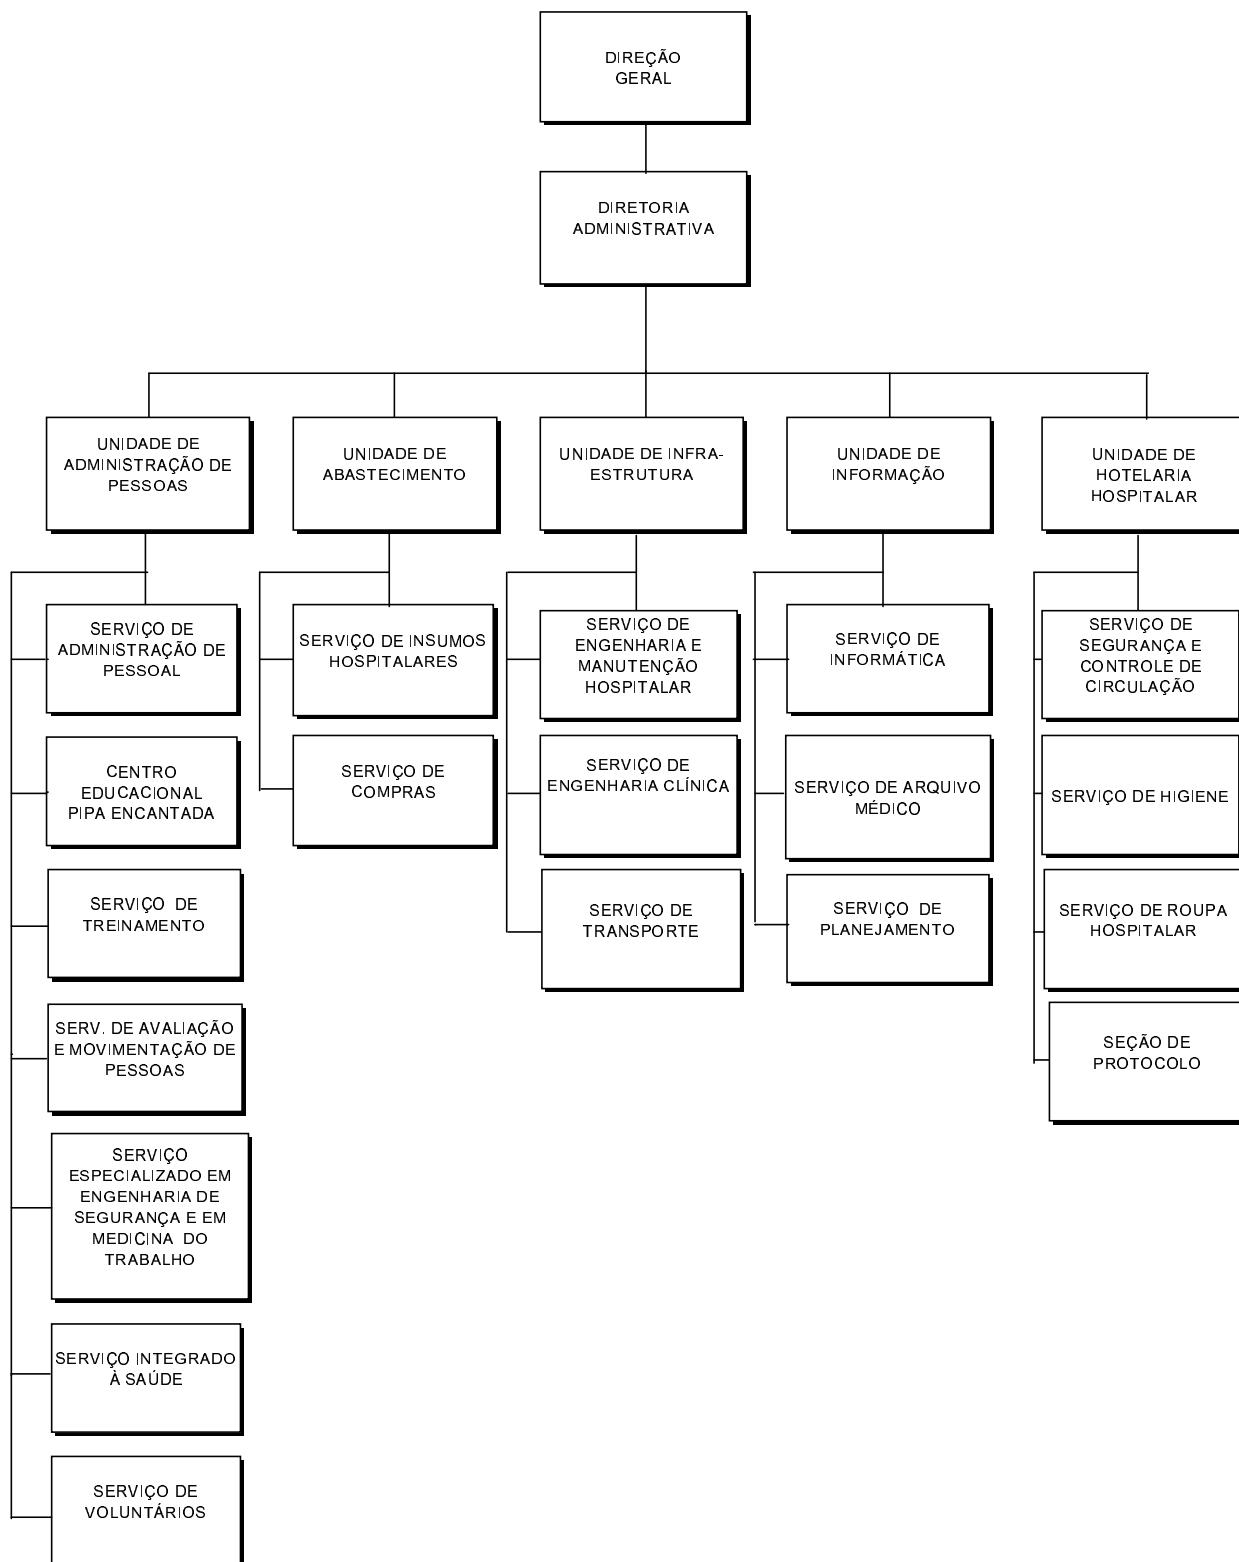 DIREÇÃO
GERAL
DIRETORIA
ADMINISTRATIVA
UNIDADE DE
ADMINISTRAÇÃO DE
PESSOAS
UNIDADE DE
ABASTECIMENTO
UNIDADE DE INFRA-
ESTRUTURA
UNIDADE DE
INFORMAÇÃO
UNIDADE DE
HOTELARIA
HOSPITALAR
SERVIÇO DE
ADMINISTRAÇÃO DE
PESSOAL
CENTRO
EDUCACIONAL
PIPA ENCANTADA
SERVIÇO DE
TREINAMENTO
SERV. DE AVALIAÇÃO
E MOVIMENTAÇÃO DE
PESSOAS
SERVIÇO
ESPECIALIZADO EM
ENGENHARIA DE
SEGURANÇA E EM
MEDICINA DO
TRABALHO
SERVIÇO INTEGRADO
À SAÚDE
SERVIÇO DE
VOLUNTÁRIOS
SERVIÇO DE INSUMOS
HOSPITALARES
SERVIÇO DE
COMPRAS
SERVIÇO DE
ENGENHARIA E
MANUTENÇÃO
HOSPITALAR
SERVIÇO DE
ENGENHARIA CLÍNICA
SERVIÇO DE
TRANSPORTE
SERVIÇO DE
INFORMÁTICA
SERVIÇO DE ARQUIVO
MÉDICO
SERVIÇO DE
PLANEJAMENTO
SERVIÇO DE
SEGURANÇA E
CONTROLE DE
CIRCULAÇÃO
SERVIÇO DE HIGIENE
SERVIÇO DE ROUPA
HOSPITALAR
SEÇÃO DE
PROTOCOLO